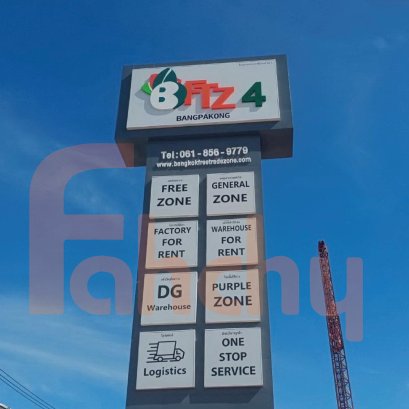 BFTZ 4
BANGPAKONG
Tel : 061 - 856 - 9779
www.bangkokfreetradezone.com
FREE
ZONE
GENERAL
ZONE
FACTORY
FOR
RENT
WAREHOUSE
FOR
RENT
DG
Warehouse
PURPLE
ZONE
Logistics
ONE
STOP
SERVICE